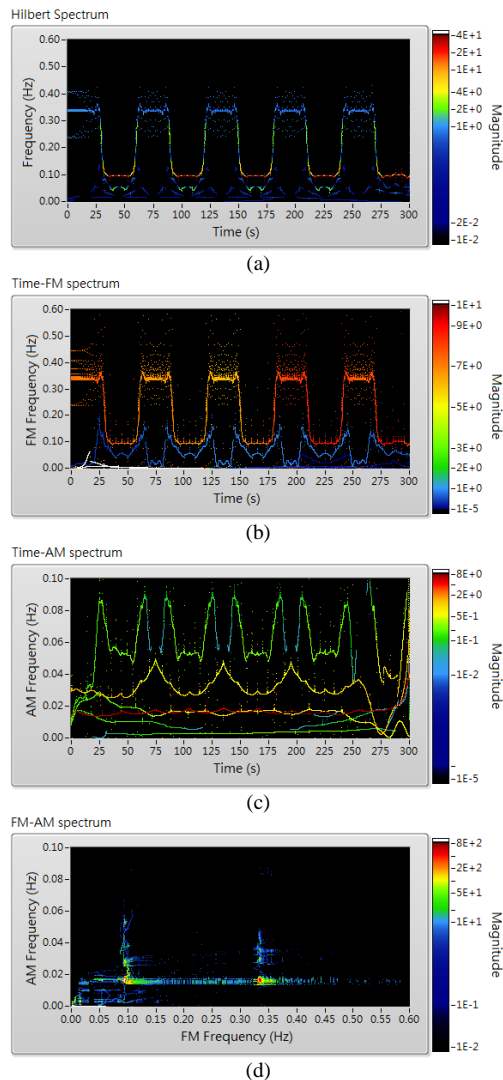 Hilbert Spectrum
Frequency (Hz)
0.60
0.50
0.40
0.30
0.20
0.10
0.00
0 25 50 75 100 125 150 175 200 225 250 275 300
Time (s)
4E+1
2E+1
1E+1
2E+0
1E+0
2E-2
1E-2
Magnitude
(a)
Time-FM spectrum
FM Frequency (Hz)
0.60
0.50
0.40
0.30
0.20
0.10
0.00
0 25 50 75 100 125 150 175 200 225 250 275 300
Time (s)
1E+1
9E+0
7E+0
5E+0
3E+0
2E+0
1E+0
1E-5
Magnitude
(b)
Time-AM spectrum
AM Frequency (Hz)
0.10
0.08
0.06
0.04
0.02
0.00
0 25 50 75 100 125 150 175 200 225 250 275 300
Time (s)
8E+0
5E+0
1E+0
5E-1
1E-1
1E-2
1E-5
Magnitude
(c)
FM-AM spectrum
AM Frequency (Hz)
0.10
0.08
0.06
0.04
0.02
0.00
0.00 0.05 0.10 0.15 0.20 0.25 0.30 0.35 0.40 0.45 0.50 0.55 0.60
FM Frequency (Hz)
8E+2
2E+2
5E+1
1E+1
1E-1
1E-2
Magnitude
(d)